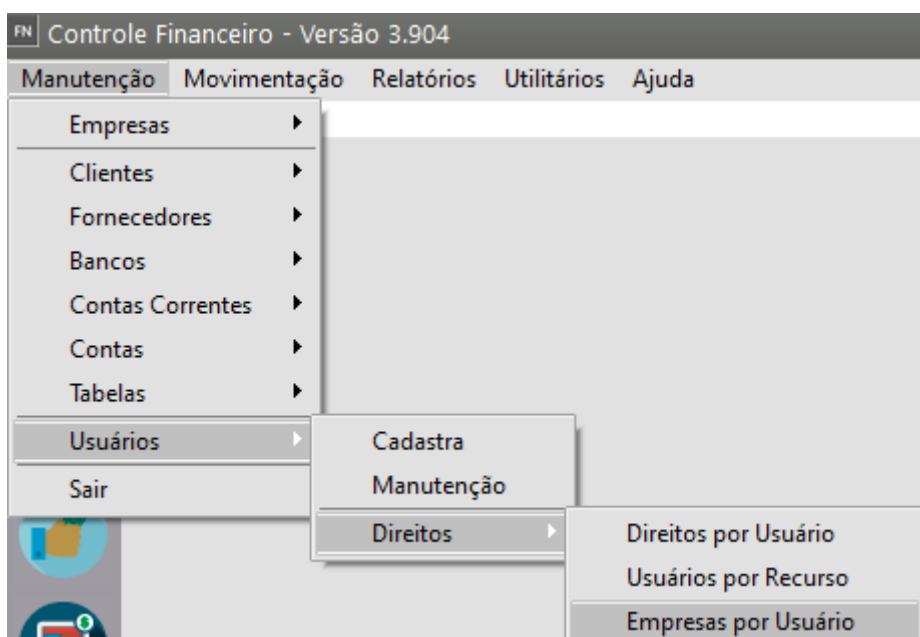 FN Controle Financeiro - Versão 3.904
Manutenção Movimentação Relatórios Utilitários Ajuda
Empresas
Clientes
Fornecedores
Bancos
Contas Correntes
Contas
Tabelas
Usuários
Sair
Cadastra
Manutenção
Direitos
Direitos por Usuário
Usuários por Recurso
Empresas por Usuário
$